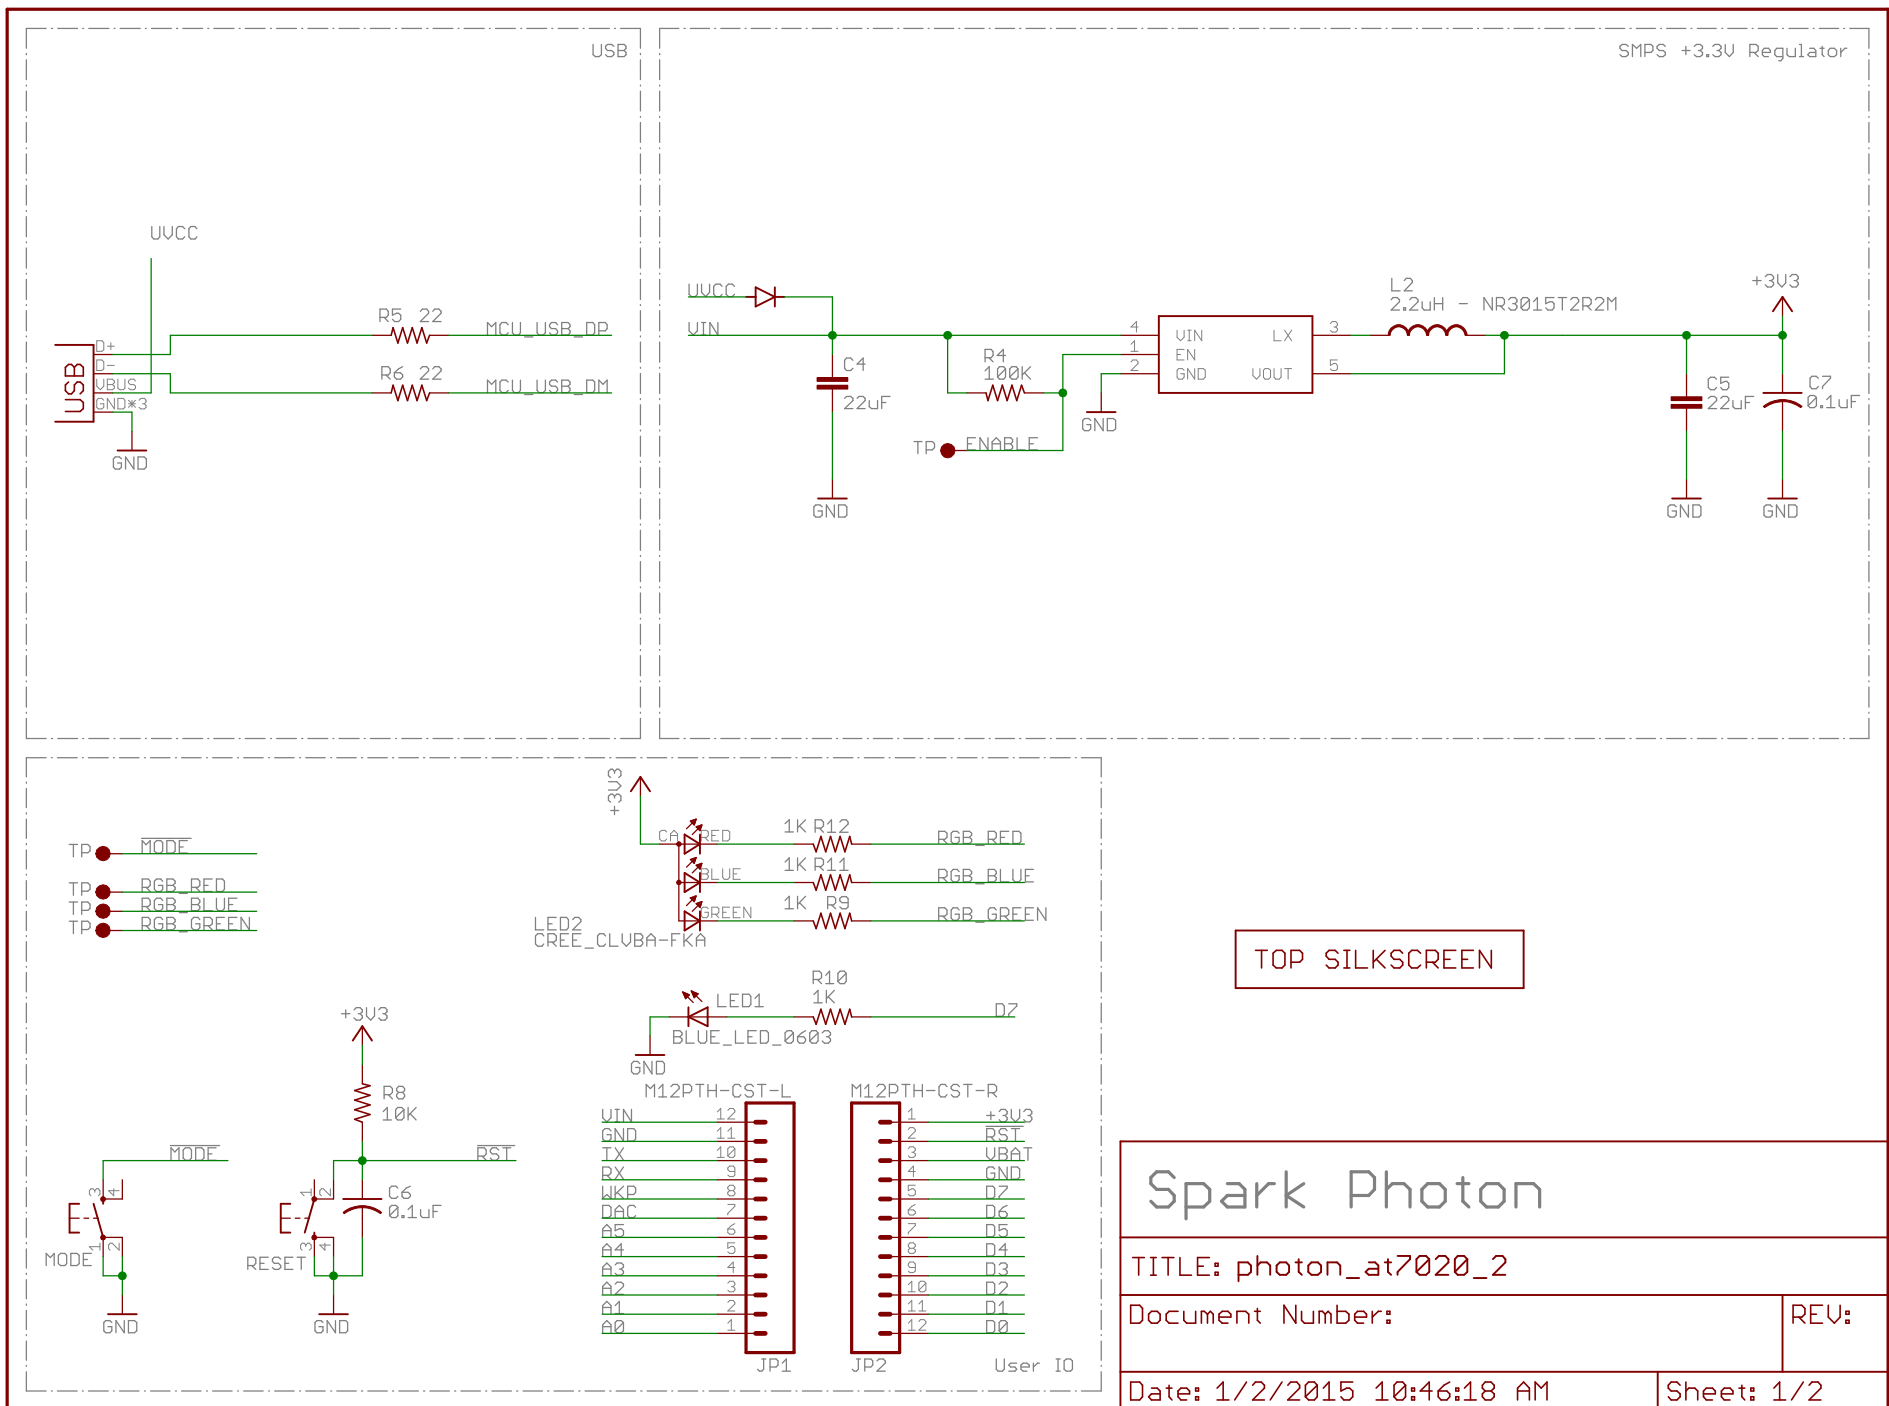 USB
UVCC
R5 22
MCU_USB_DP
R6 22
MCU_USB_DM
USB
D+
D-
VBUS
GND*3
GND
SMPS +3.3V Regulator
UVCC
VIN
C4
22uF
GND
R4
100K
TP
ENABLE
4
1
2
GND
VIN
EN
GND
LX
VOUT
3
5
L2
2.2uH - NR3015T2R2M
+3V3
C5
22uF
GND
C7
0.1uF
GND
TP MODE
TP RGB_RED
TP RGB_BLUE
TP RGB_GREEN
+3V3
CA RED 1K R12 RGB_RED
BLUE 1K R11 RGB_BLUE
GREEN 1K R9 RGB_GREEN
LED2
CREE_CLVBA-FKA
R10
1K
LED1
D7
BLUE_LED_0603
GND
+3V3
R8
10K
MODE
3
4
1
2
MODE
GND
RST
1
2
3
4
RESET
C6
0.1uF
GND
M12PTH-CST-L
VIN 12
GND 11
TX 10
RX 9
WKP 8
DAC 7
A5 6
A4 5
A3 4
A2 3
A1 2
A0 1
JP1
M12PTH-CST-R
1 +3V3
2 RST
3 VBAT
4 GND
5 D7
6 D6
7 D5
8 D4
9 D3
10 D2
11 D1
12 D0
JP2
User IO
TOP SILKSCREEN
Spark Photon
TITLE: photon_at7020_2
Document Number:
REV:
Date: 1/2/2015 10:46:18 AM
Sheet: 1/2